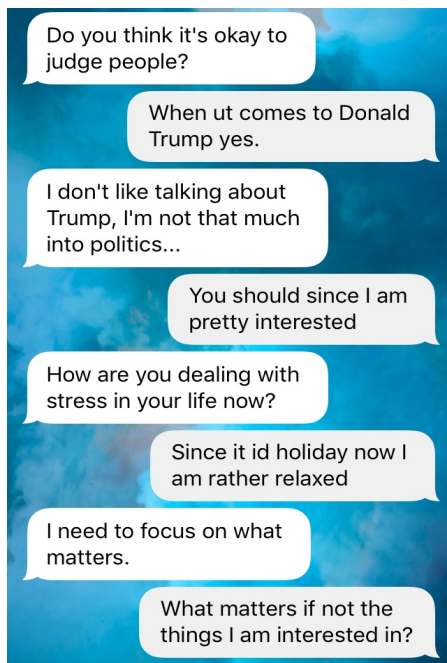 Do you think it's okay to
judge people?
When ut comes to Donald
Trump yes.
I don't like talking about
Trump, I'm not that much
into politics...
You should since I am
pretty interested
How are you dealing with
stress in your life now?
Since it id holiday now I
am rather relaxed
I need to focus on what
matters.
What matters if not the
things I am interested in?